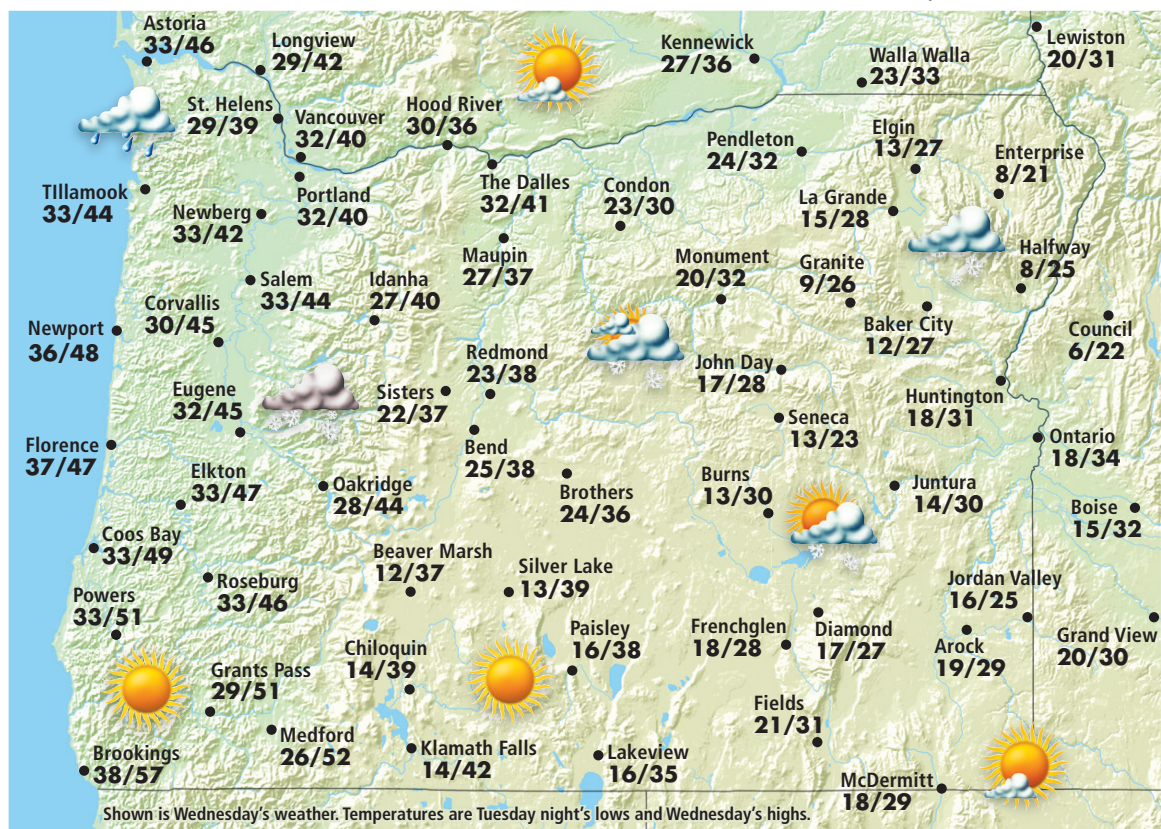 Astoria
33/46
Longview
29/42
Kennewick
27/36
Walla Walla
23/33
Lewiston
20/31
St. Helens
29/39
Vancouver
32/40
Hood River
30/36
Pendleton
24/32
Elgin
13/27
Enterprise
8/21
TIllamook
33/44
Portland
32/40
Newberg
33/42
The Dalles
32/41
Condon
23/30
La Grande
15/28
Maupin
27/37
Monument
20/32
Granite
9/26
Halfway
8/25
Salem
33/44
Idanha
27/40
Corvallis
30/45
Newport
36/48
Baker City
12/27
Council
6/22
Redmond
23/38
John Day
17/28
Eugene
32/45
Sisters
22/37
Huntington
18/31
Seneca
13/23
Florence
37/47
Bend
25/38
Ontario
18/34
Elkton
33/47
Oakridge
28/44
Brothers
24/36
Burns
13/30
Juntura
14/30
Boise
15/32
Coos Bay
33/49
Beaver Marsh
12/37
Silver Lake
13/39
Roseburg
33/46
Jordan Valley
16/25
Powers
33/51
Paisley
16/38
Frenchglen
18/28
Diamond
17/27
Arock
19/29
Grand View
20/30
Chiloquin
14/39
Grants Pass
29/51
Fields
21/31
Medford
26/52
Klamath Falls
14/42
Lakeview
16/35
Brookings
38/57
McDermitt
18/29
Shown is Wednesday's weather. Temperatures are Tuesday night's lows and Wednesday's highs.